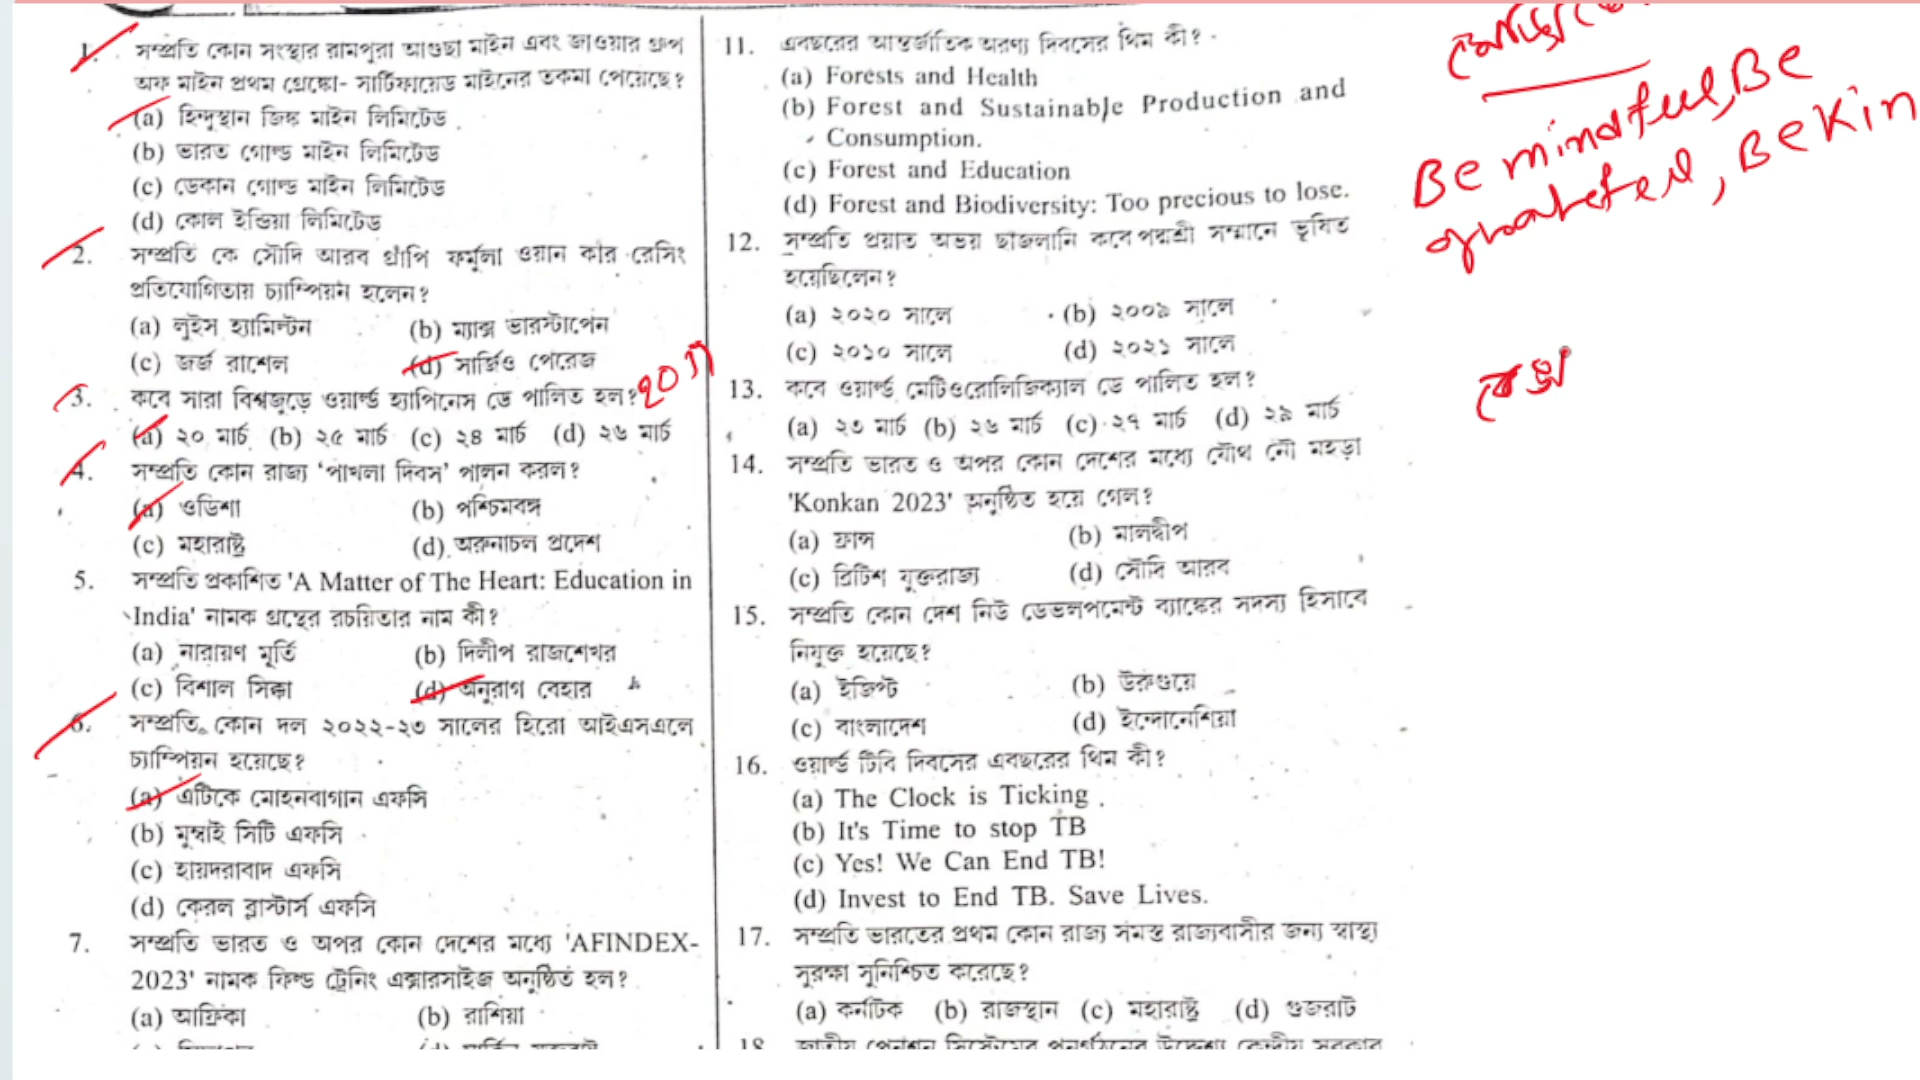 1. সম্প্রতি কোন সংস্থার রামপুরা আগুছা মাইন এবং জাওয়ার গ্রুপ
অফ মাইন প্রথম গ্রেঙ্কো- সার্টিফায়েড মাইনের তকমা পেয়েছে?
(a) হিন্দুস্থান জিঙ্ক মাইন লিমিটেড
(b) ভারত গোল্ড মাইন লিমিটেড
(c) ডেকান গোল্ড মাইন লিমিটেড
(d) কোল ইন্ডিয়া লিমিটেড
2. সম্প্রতি কে সৌদি আরব গ্রাঁপি ফর্মুলা ওয়ান কার রেসিং
প্রতিযোগিতায় চ্যাম্পিয়ন হলেন?
(a) লুইস হ্যামিল্টন (b) ম্যাক্স ভারস্টাপেন
(c) জর্জ রাশেল (d) সার্জিও পেরেজ
3. কবে সারা বিশ্বজুড়ে ওয়ার্ল্ড হ্যাপিনেস ডে পালিত হল?
(a) ২০ মার্চ (b) ২৫ মার্চ (c) ২৪ মার্চ (d) ২৬ মার্চ
4. সম্প্রতি কোন রাজ্য ‘পাখলা দিবস’ পালন করল?
(a) ওডিশা (b) পশ্চিমবঙ্গ
(c) মহারাষ্ট্র (d) অরুনাচল প্রদেশ
5. সম্প্রতি প্রকাশিত 'A Matter of The Heart: Education in
India' নামক গ্রন্থের রচয়িতার নাম কী?
(a) নারায়ণ মূর্তি (b) দিলীপ রাজশেখর
(c) বিশাল সিক্কা (d) অনুরাগ বেহার
6. সম্প্রতি কোন দল ২০২২-২৩ সালের হিরো আইএসএলে
চ্যাম্পিয়ন হয়েছে?
(a) এটিকে মোহনবাগান এফসি
(b) মুম্বাই সিটি এফসি
(c) হায়দরাবাদ এফসি
(d) কেরল ব্লাস্টার্স এফসি
7. সম্প্রতি ভারত ও অপর কোন দেশের মধ্যে 'AFINDEX-
2023' নামক ফিল্ড ট্রেনিং এক্সারসাইজ অনুষ্ঠিত হল?
(a) আফ্রিকা (b) রাশিয়া
11. এবছরের আন্তর্জাতিক অরণ্য দিবসের থিম কী?
(a) Forests and Health
(b) Forest and Sustainable Production and
Consumption.
(c) Forest and Education
(d) Forest and Biodiversity: Too precious to lose.
12. সম্প্রতি প্রয়াত অভয় ছাজলানি কবে পদ্মশ্রী সম্মানে ভূষিত
হয়েছিলেন?
(a) ২০২০ সালে (b) ২০০৯ সালে
(c) ২০১০ সালে (d) ২০২১ সালে
13. কবে ওয়ার্ল্ড মেটিওরোলিজিক্যাল ডে পালিত হল?
(a) ২৩ মার্চ (b) ২৬ মার্চ (c) ২৭ মার্চ (d) ২৯ মার্চ
14. সম্প্রতি ভারত ও অপর কোন দেশের মধ্যে যৌথ নৌ মহড়া
'Konkan 2023' অনুষ্ঠিত হয়ে গেল?
(a) ফ্রান্স (b) মালদ্বীপ
(c) ব্রিটিশ যুক্তরাজ্য (d) সৌদি আরব
15. সম্প্রতি কোন দেশ নিউ ডেভলপমেন্ট ব্যাঙ্কের সদস্য হিসাবে
নিযুক্ত হয়েছে?
(a) ইজিপ্ট (b) উরুগুয়ে
(c) বাংলাদেশ (d) ইন্দোনেশিয়া
16. ওয়ার্ল্ড টিবি দিবসের এবছরের থিম কী?
(a) The Clock is Ticking
(b) It's Time to stop TB
(c) Yes! We Can End TB!
(d) Invest to End TB. Save Lives.
17. সম্প্রতি ভারতের প্রথম কোন রাজ্য সমস্ত রাজ্যবাসীর জন্য স্বাস্থ্য
সুরক্ষা সুনিশ্চিত করেছে?
(a) কর্নাটক (b) রাজস্থান (c) মহারাষ্ট্র (d) গুজরাট
18. জাতীয় পেনশন সিস্টেমের পুনর্গঠনের উদ্দেশ্যে কেন্দ্রীয় সরকার
Be mindful, Be
Be Kin